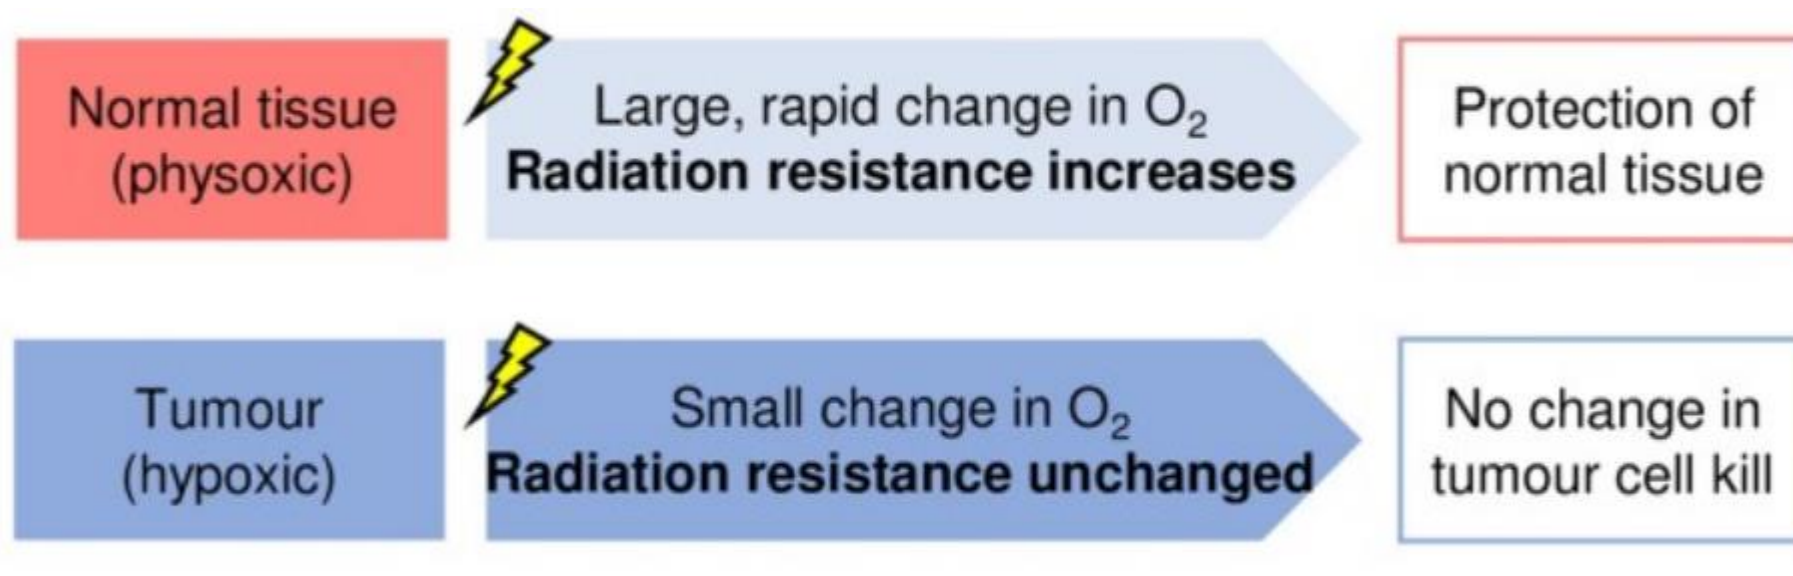 Normal tissue
(physoxic)
Large, rapid change in O₂
Radiation resistance increases
Protection of
normal tissue
Tumour
(hypoxic)
Small change in O₂
Radiation resistance unchanged
No change in
tumour cell kill